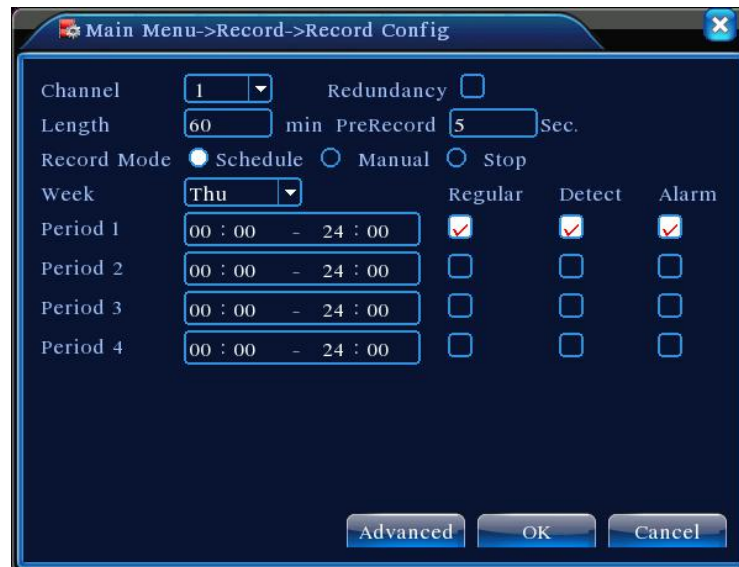 Main Menu->Record->Record Config
Channel 1 Redundancy
Length 60 min PreRecord 5 Sec.
Record Mode Schedule Manual Stop
Week Thu Regular Detect Alarm
Period 1 00 : 00 - 24 : 00
Period 2 00 : 00 - 24 : 00
Period 3 00 : 00 - 24 : 00
Period 4 00 : 00 - 24 : 00
Advanced OK Cancel